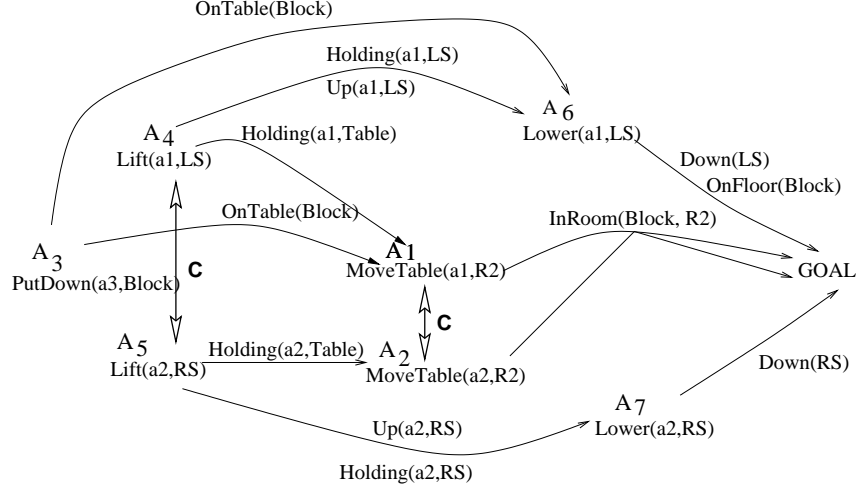 OnTable(Block)
Holding(a1,LS)
Up(a1,LS)
A6
Lower(a1,LS)
A4
Lift(a1,LS)
Holding(a1,Table)
Down(LS)
OnFloor(Block)
OnTable(Block)
InRoom(Block, R2)
A3
PutDown(a3,Block)
C
A1
MoveTable(a1,R2)
GOAL
C
A5
Lift(a2,RS)
Holding(a2,Table)
A2
MoveTable(a2,R2)
Down(RS)
A7
Lower(a2,RS)
Up(a2,RS)
Holding(a2,RS)